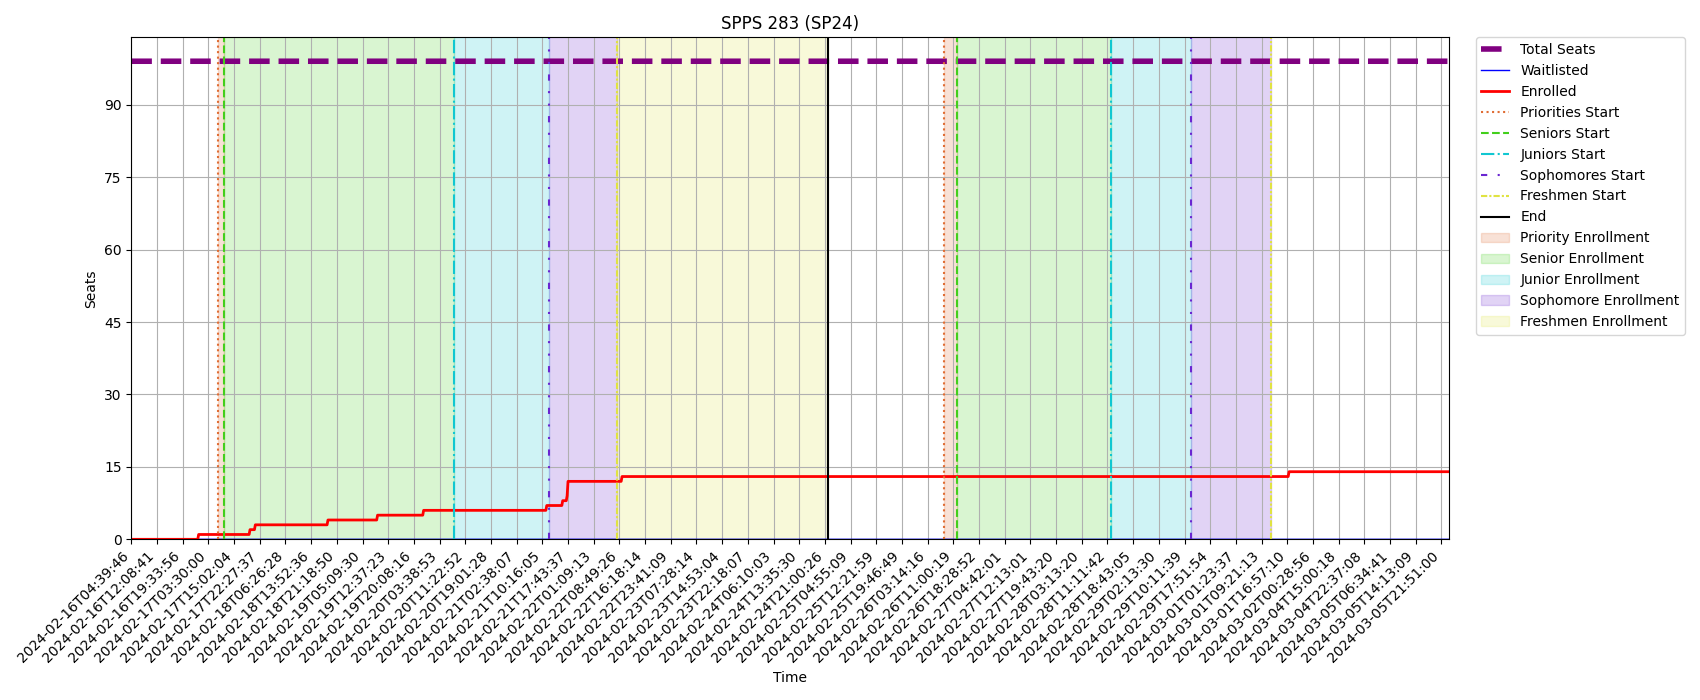 SPPS 283 (SP24)
Total Seats
Waitlisted
Enrolled
Priorities Start
Seniors Start
Juniors Start
Sophomores Start
Freshmen Start
End
Priority Enrollment
Senior Enrollment
Junior Enrollment
Sophomore Enrollment
Freshmen Enrollment
Seats
90
75
60
45
30
15
0
2024-02-16T04:39:46
2024-02-16T12:08:41
2024-02-16T19:33:56
2024-02-17T03:30:00
2024-02-17T15:02:04
2024-02-17T22:27:37
2024-02-18T06:26:28
2024-02-18T13:52:36
2024-02-18T21:18:50
2024-02-19T05:09:30
2024-02-19T12:37:23
2024-02-19T20:08:16
2024-02-20T03:38:53
2024-02-20T11:22:52
2024-02-20T19:01:28
2024-02-21T02:38:07
2024-02-21T10:16:05
2024-02-21T17:43:37
2024-02-22T01:09:13
2024-02-22T08:49:26
2024-02-22T16:18:14
2024-02-22T23:41:09
2024-02-23T07:28:14
2024-02-23T14:53:04
2024-02-23T22:18:07
2024-02-24T06:10:03
2024-02-24T13:35:30
2024-02-24T21:00:26
2024-02-25T04:55:09
2024-02-25T12:21:59
2024-02-25T19:46:49
2024-02-26T03:14:16
2024-02-26T11:00:19
2024-02-26T18:28:52
2024-02-27T04:42:01
2024-02-27T12:13:01
2024-02-27T19:43:20
2024-02-28T03:13:20
2024-02-28T11:11:42
2024-02-28T18:43:05
2024-02-29T02:13:30
2024-02-29T10:11:39
2024-02-29T17:51:54
2024-03-01T01:23:37
2024-03-01T09:21:13
2024-03-01T16:57:10
2024-03-02T00:28:56
2024-03-04T15:00:18
2024-03-04T22:37:08
2024-03-05T06:34:41
2024-03-05T14:13:09
2024-03-05T21:51:00
Time